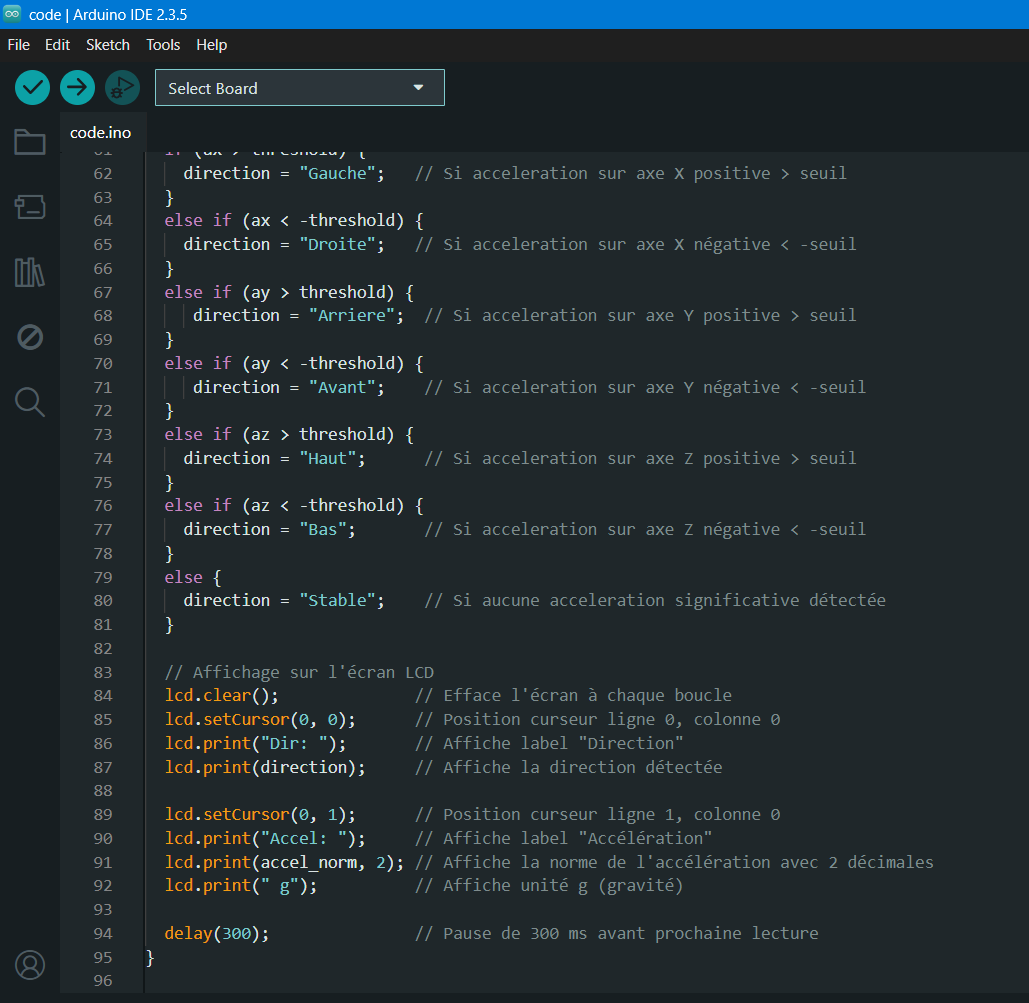 code | Arduino IDE 2.3.5
File Edit Sketch Tools Help
Select Board
code.ino
61 if (ax > threshold) {
62 direction = "Gauche"; // Si acceleration sur axe X positive > seuil
63 }
64 else if (ax < -threshold) {
65 direction = "Droite"; // Si acceleration sur axe X négative < -seuil
66 }
67 else if (ay > threshold) {
68 direction = "Arriere"; // Si acceleration sur axe Y positive > seuil
69 }
70 else if (ay < -threshold) {
71 direction = "Avant"; // Si acceleration sur axe Y négative < -seuil
72 }
73 else if (az > threshold) {
74 direction = "Haut"; // Si acceleration sur axe Z positive > seuil
75 }
76 else if (az < -threshold) {
77 direction = "Bas"; // Si acceleration sur axe Z négative < -seuil
78 }
79 else {
80 direction = "Stable"; // Si aucune acceleration significative détectée
81 }
82
83 // Affichage sur l'écran LCD
84 lcd.clear(); // Efface l'écran à chaque boucle
85 lcd.setCursor(0, 0); // Position curseur ligne 0, colonne 0
86 lcd.print("Dir: "); // Affiche label "Direction"
87 lcd.print(direction); // Affiche la direction détectée
88
89 lcd.setCursor(0, 1); // Position curseur ligne 1, colonne 0
90 lcd.print("Accel: "); // Affiche label "Accélération"
91 lcd.print(accel_norm, 2); // Affiche la norme de l'accélération avec 2 décimales
92 lcd.print(" g"); // Affiche unité g (gravité)
93
94 delay(300); // Pause de 300 ms avant prochaine lecture
95 }
96